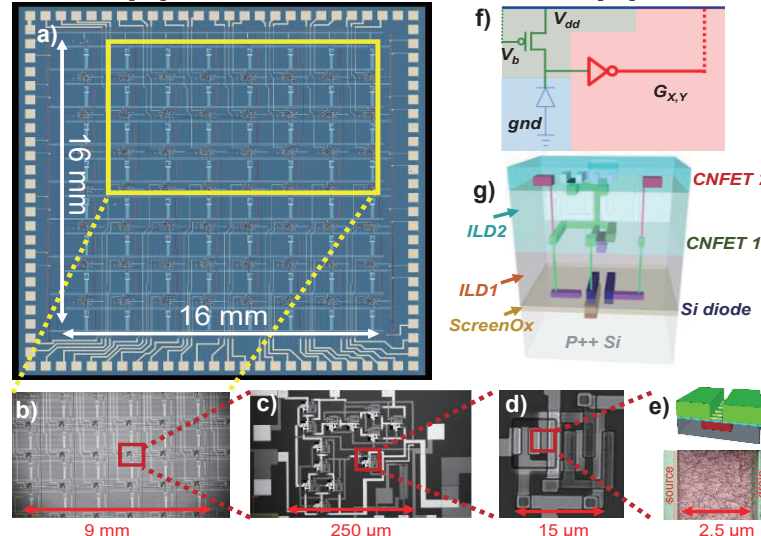 a)
16 mm
16 mm
f)
V_dd
V_b
G_X,Y
gnd
g)
CNFET 2
ILD2
CNFET 1
ILD1
Si diode
ScreenOx
P++ Si
b)
9 mm
c)
250 um
d)
15 um
e)
source
2.5 um